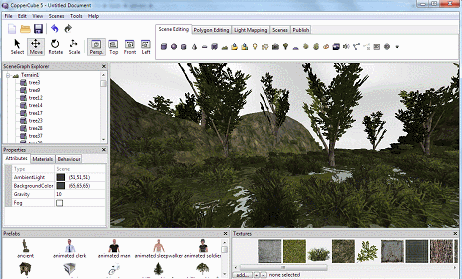 CopperCube 5 - Untitled Document
File Edit View Scenes Tools Help
Scene Editing Polygon Editing Light Mapping Scenes Publish
Select Move Rotate Scale Persp. Top Front Left
SceneGraph Explorer
Terrain1
tree3
tree9
tree12
tree14
tree17
tree23
tree28
tree37
Properties
Attributes Materials Behaviour
Type Scene
AmbientLight (51,51,51)
BackgroundColor (65,65,65)
Gravity 10
Fog
Prefabs
ancient animated clerk animated man animated sleepwalker animated soldier
Textures
add... none selected